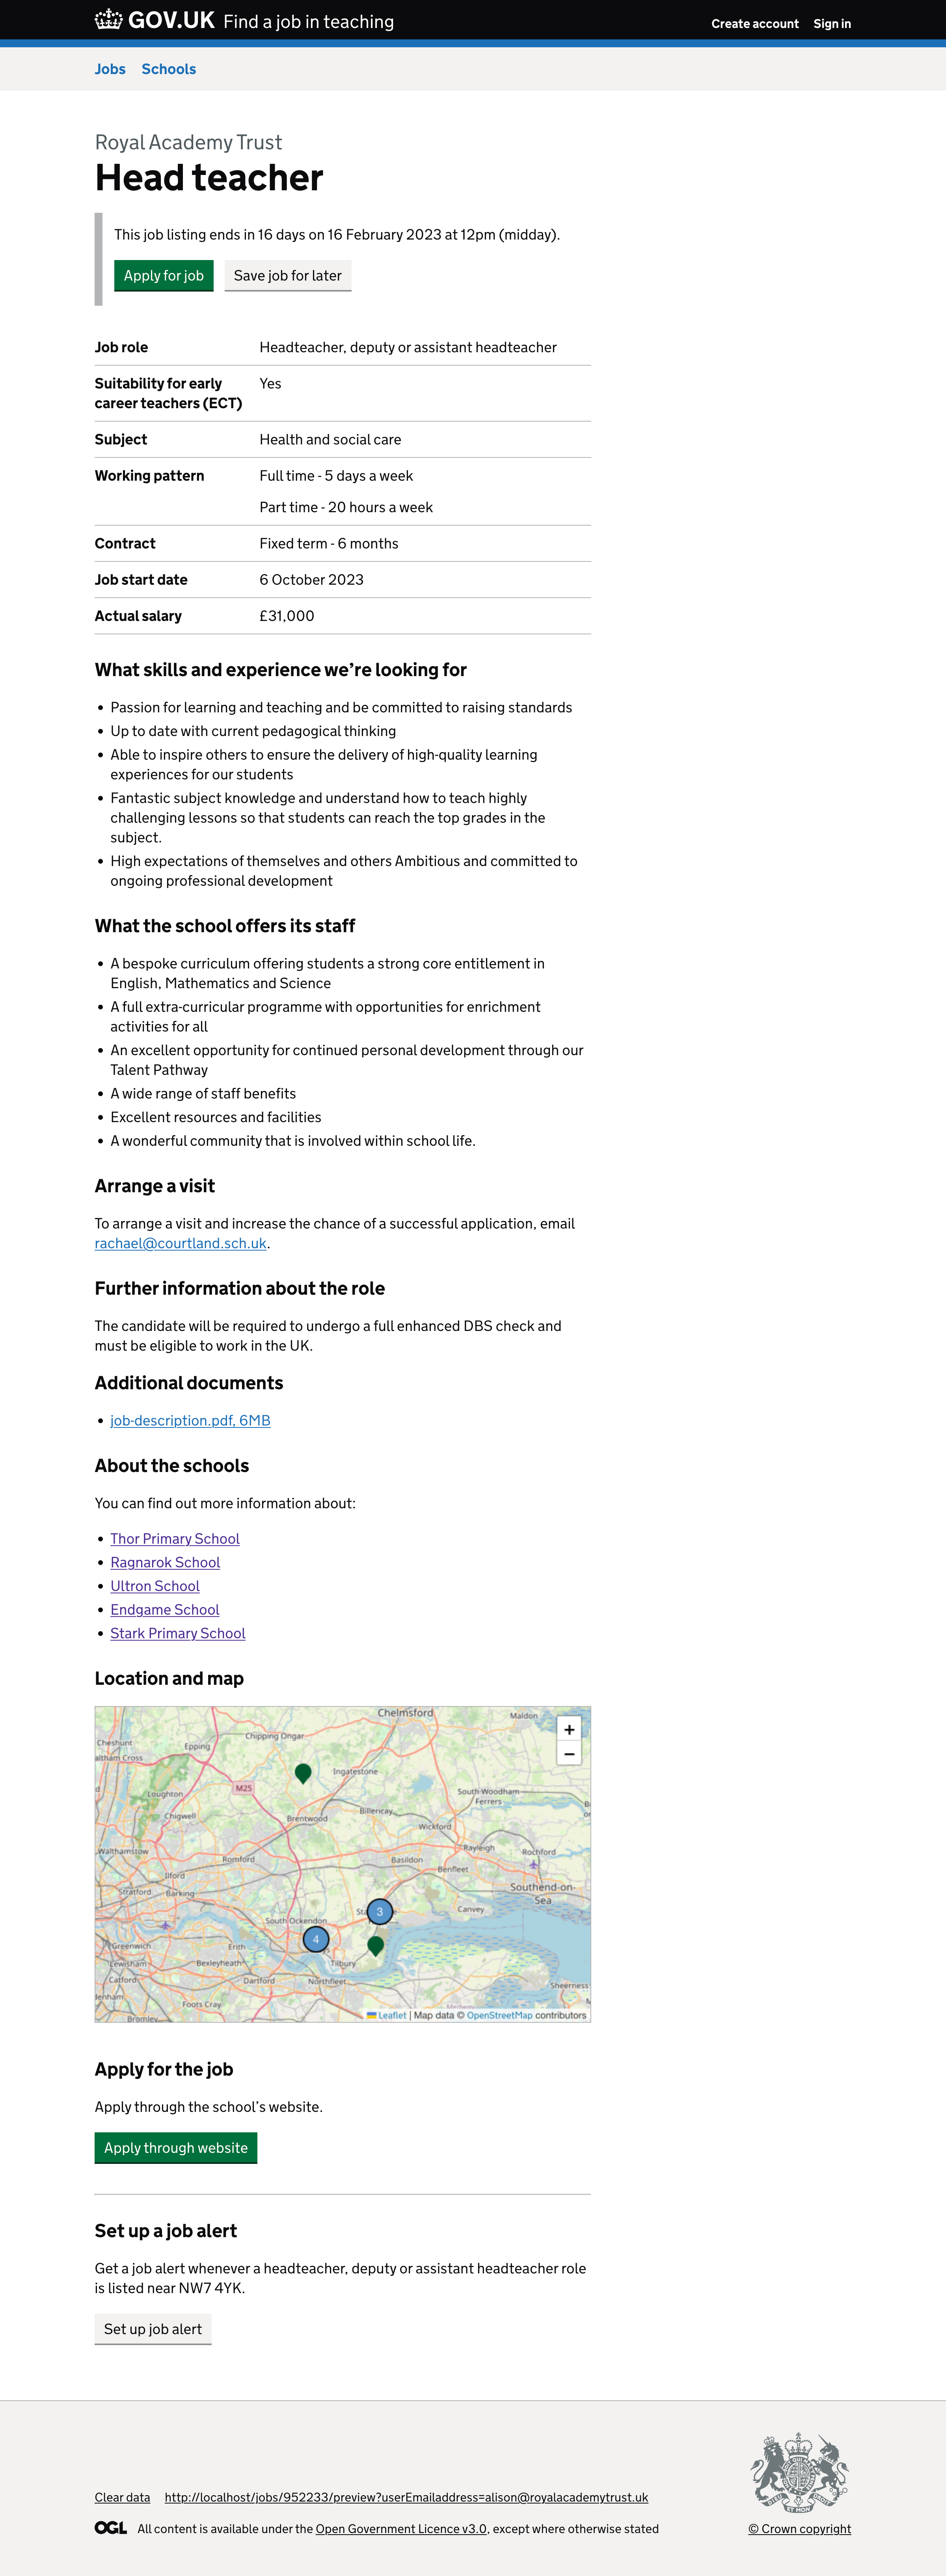 GOV.UK Find a job in teaching
Create account Sign in
Jobs Schools
Royal Academy Trust
Head teacher
This job listing ends in 16 days on 16 February 2023 at 12pm (midday).
Apply for job Save job for later
Job role Headteacher, deputy or assistant headteacher
Suitability for early Yes
career teachers (ECT)
Subject Health and social care
Working pattern Full time - 5 days a week
Part time - 20 hours a week
Contract Fixed term - 6 months
Job start date 6 October 2023
Actual salary £31,000
What skills and experience we’re looking for
• Passion for learning and teaching and be committed to raising standards
• Up to date with current pedagogical thinking
• Able to inspire others to ensure the delivery of high-quality learning
experiences for our students
• Fantastic subject knowledge and understand how to teach highly
challenging lessons so that students can reach the top grades in the
subject.
• High expectations of themselves and others Ambitious and committed to
ongoing professional development
What the school offers its staff
• A bespoke curriculum offering students a strong core entitlement in
English, Mathematics and Science
• A full extra-curricular programme with opportunities for enrichment
activities for all
• An excellent opportunity for continued personal development through our
Talent Pathway
• A wide range of staff benefits
• Excellent resources and facilities
• A wonderful community that is involved within school life.
Arrange a visit
To arrange a visit and increase the chance of a successful application, email
rachael@courtland.sch.uk.
Further information about the role
The candidate will be required to undergo a full enhanced DBS check and
must be eligible to work in the UK.
Additional documents
• job-description.pdf, 6MB
About the schools
You can find out more information about:
• Thor Primary School
• Ragnarok School
• Ultron School
• Endgame School
• Stark Primary School
Location and map
Chelmsford
Maldon
Cheshunt
Chipping Ongar
Epping
altham Cross
+
−
Ingatestone
M25
Loughton
South Woodham
Ferrers
Chigwell
Billericay
Brentwood
Wickford
Walthamstow
Rayleigh
Rochford
Romford
Basildon
Benfleet
Ilford
Stratford
Barking
Southend-on-
Sea
Canvey
3
South Ockendon
4
Greenwich
Erith
Lewisham
Bexleyheath
Tilbury
Catford
Dartford
Northfleet
Sheerness
Foots Cray
Bromley
Leaflet | Map data © OpenStreetMap contributors
Apply for the job
Apply through the school’s website.
Apply through website
Set up a job alert
Get a job alert whenever a headteacher, deputy or assistant headteacher role
is listed near NW7 4YK.
Set up job alert
Clear data http://localhost/jobs/952233/preview?userEmailaddress=alison@royalacademytrust.uk
OGL All content is available under the Open Government Licence v3.0, except where otherwise stated
© Crown copyright